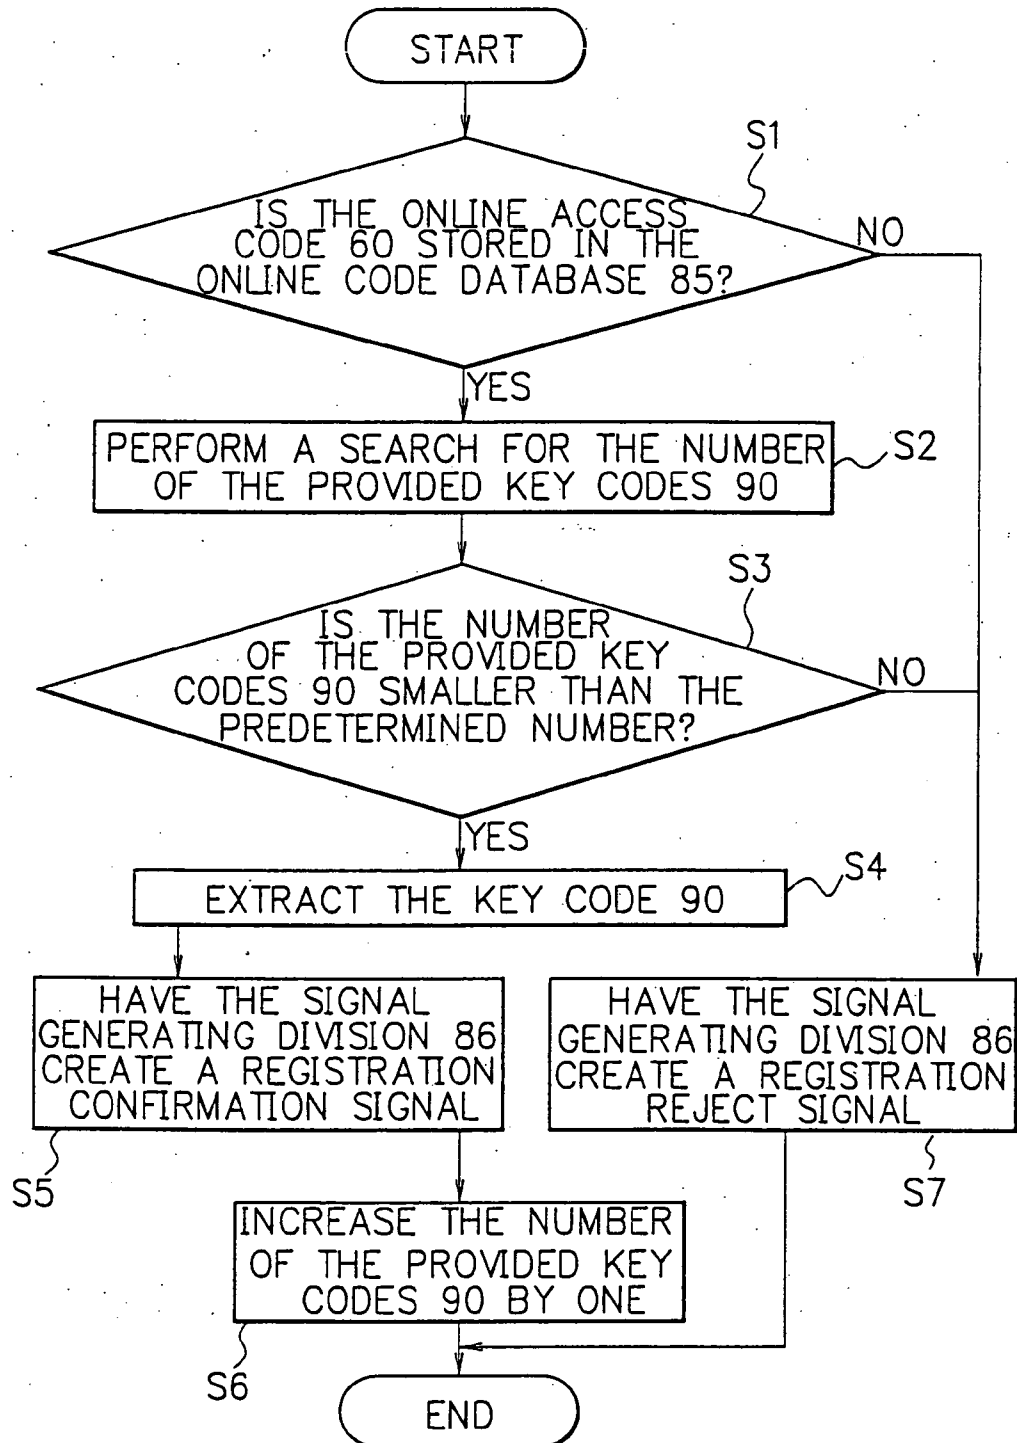 START
S1
IS THE ONLINE ACCESS
CODE 60 STORED IN THE
ONLINE CODE DATABASE 85?
NO
YES
PERFORM A SEARCH FOR THE NUMBER
OF THE PROVIDED KEY CODES 90
S2
S3
IS THE NUMBER
OF THE PROVIDED KEY
CODES 90 SMALLER THAN THE
PREDETERMINED NUMBER?
NO
YES
EXTRACT THE KEY CODE 90
S4
HAVE THE SIGNAL
GENERATING DIVISION 86
CREATE A REGISTRATION
CONFIRMATION SIGNAL
S5
HAVE THE SIGNAL
GENERATING DIVISION 86
CREATE A REGISTRATION
REJECT SIGNAL
S7
INCREASE THE NUMBER
OF THE PROVIDED KEY
CODES 90 BY ONE
S6
END